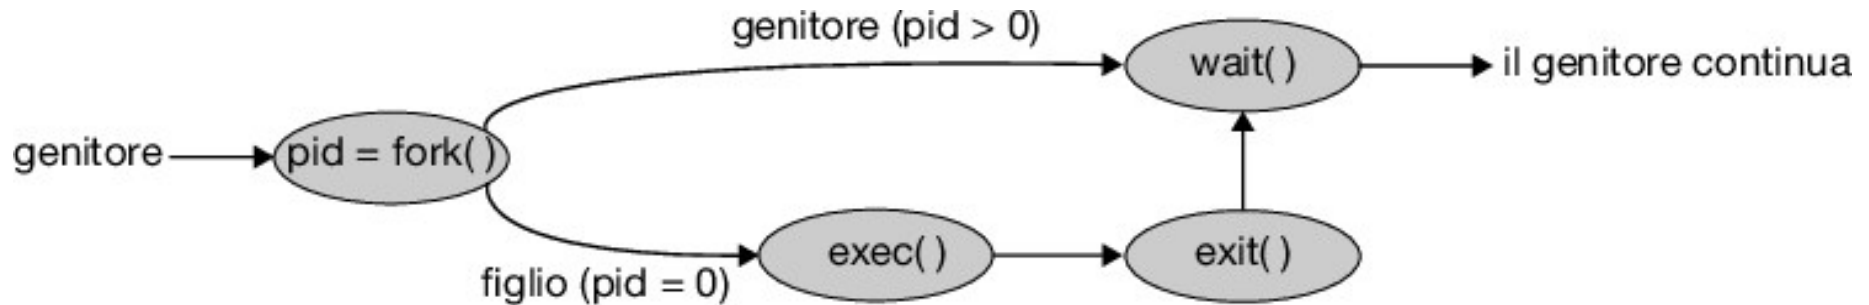 genitore (pid > 0)
wait()
il genitore continua
genitore
pid = fork()
figlio (pid = 0)
exec()
exit()